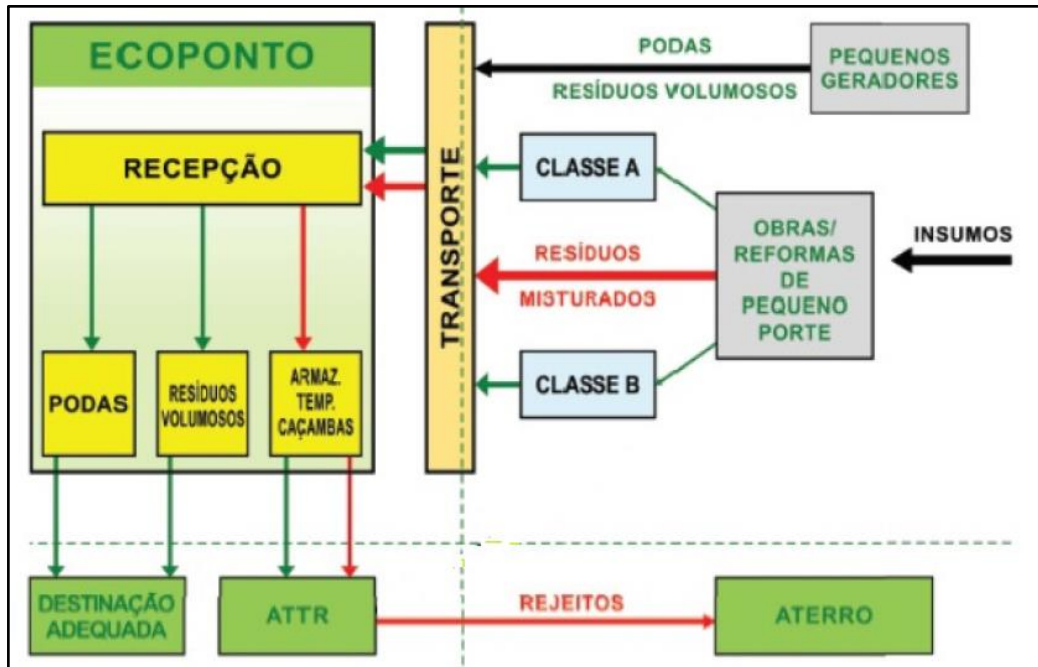 ECOPONTO
RECEPÇÃO
PODAS
RESÍDUOS
VOLUMOSOS
ARMAZ.
TEMP.
CAÇAMBAS
TRANSPORTE
PODAS
RESÍDUOS VOLUMOSOS
PEQUENOS
GERADORES
CLASSE A
RESÍDUOS
MISTURADOS
CLASSE B
OBRAS/
REFORMAS
DE
PEQUENO
PORTE
INSUMOS
DESTINAÇÃO
ADEQUADA
ATTR
REJEITOS
ATERRO